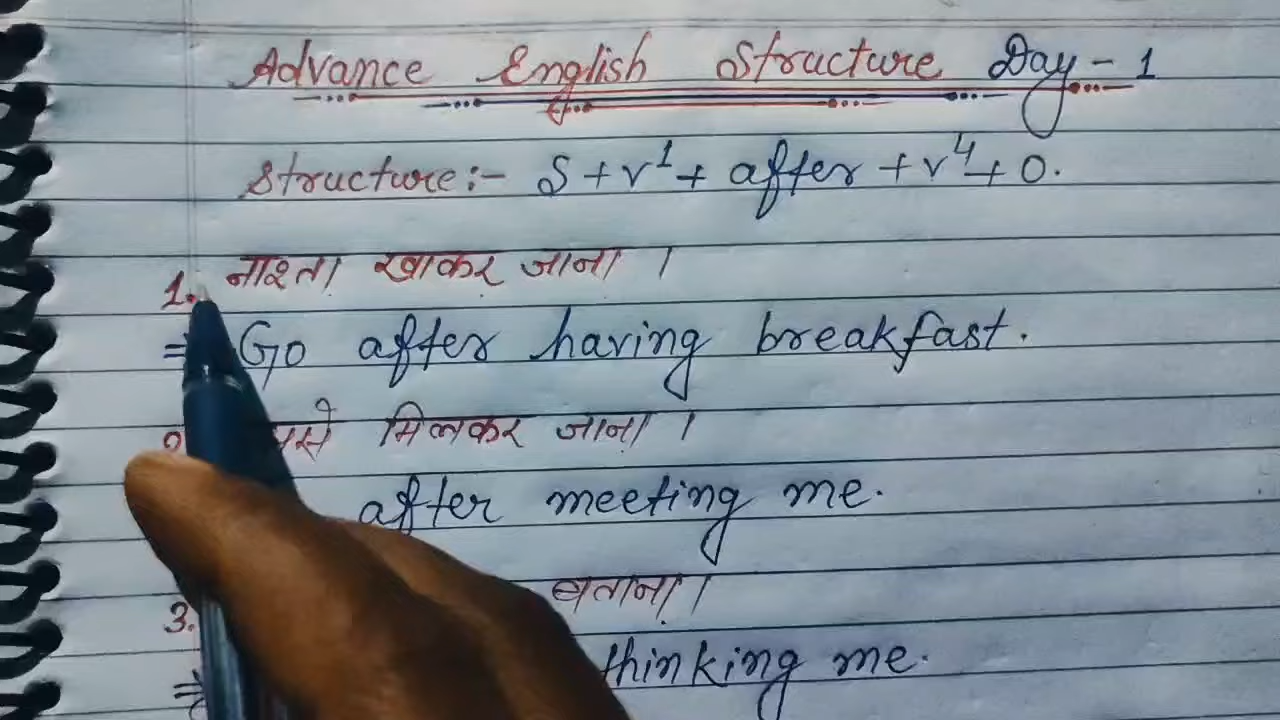 Advance English Structure Day-1
Structure:- S+v¹+ after +v⁴+O.
1. नाश्ता खाकर जाना ।
⇒ Go after having breakfast.
मिलकर जाना ।
after meeting me.
3. बताना ।
thinking me.